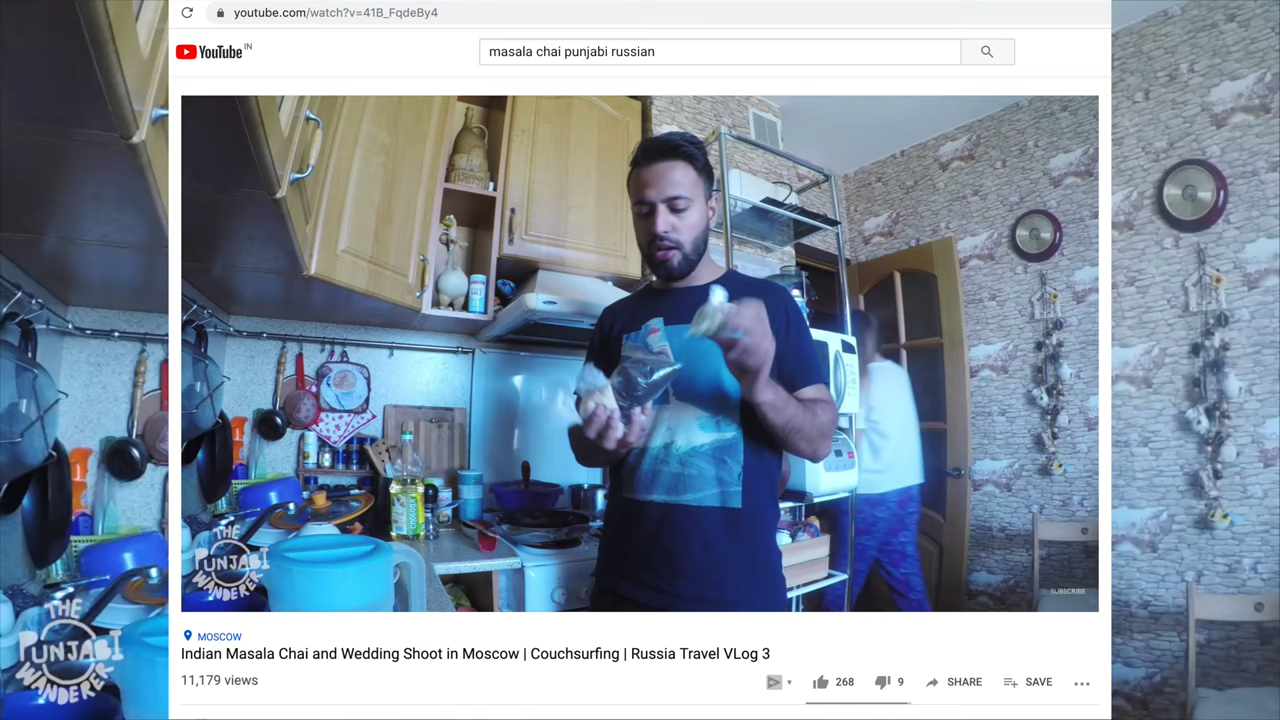 youtube.com/watch?v=41B_FqdeBy4
YouTube IN
masala chai punjabi russian
THE
PUNJABI
WANDERER
SUBSCRIBE
THE
PUNJABI
WANDERER
MOSCOW
Indian Masala Chai and Wedding Shoot in Moscow | Couchsurfing | Russia Travel VLog 3
11,179 views
268
9
SHARE
SAVE